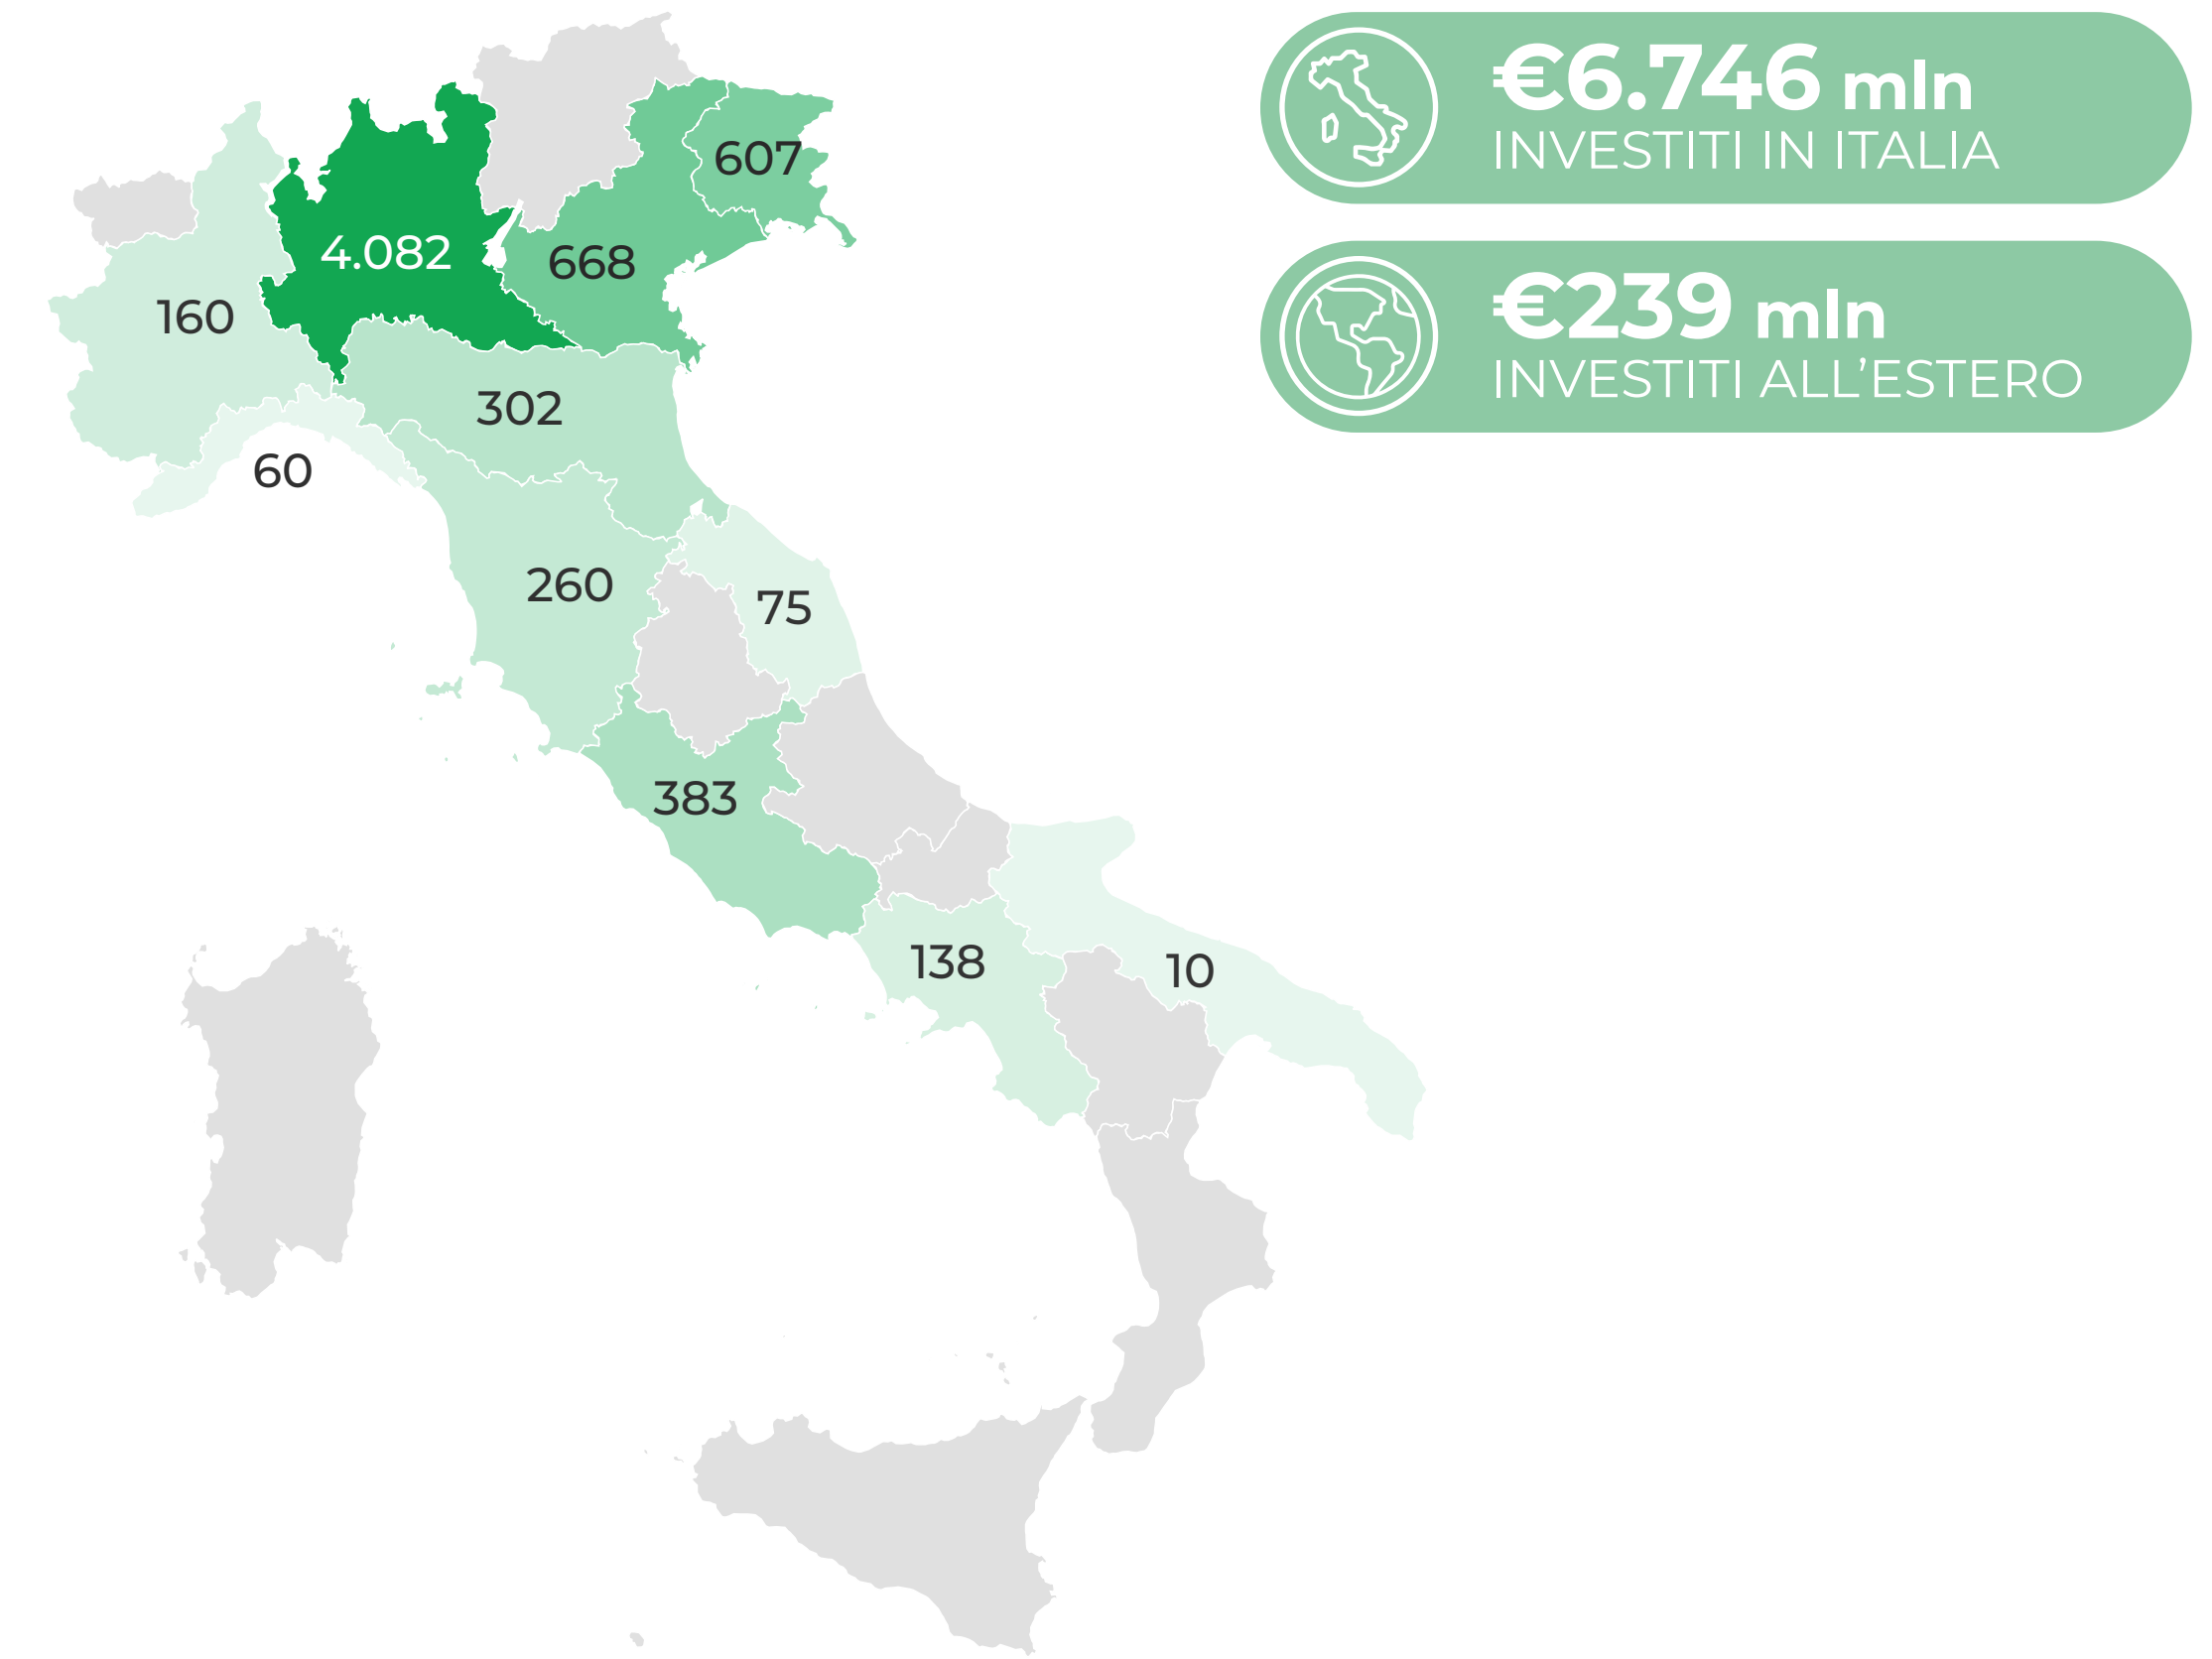 €6.746 mln
INVESTITI IN ITALIA
€239 mln
INVESTITI ALL'ESTERO
607
4.082
668
160
302
60
260
75
383
138
10